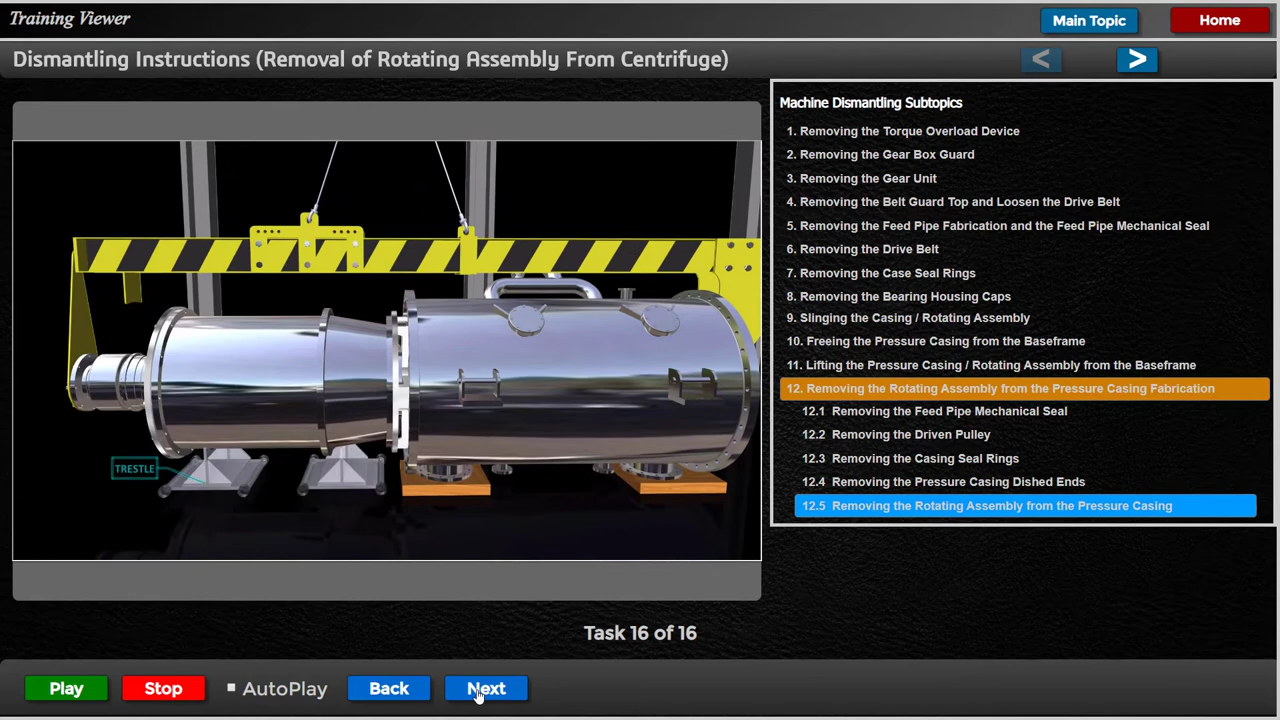 Training Viewer
Main Topic
Home
Dismantling Instructions (Removal of Rotating Assembly From Centrifuge)
<
>
Machine Dismantling Subtopics
1. Removing the Torque Overload Device
2. Removing the Gear Box Guard
3. Removing the Gear Unit
4. Removing the Belt Guard Top and Loosen the Drive Belt
5. Removing the Feed Pipe Fabrication and the Feed Pipe Mechanical Seal
6. Removing the Drive Belt
7. Removing the Case Seal Rings
8. Removing the Bearing Housing Caps
9. Slinging the Casing / Rotating Assembly
10. Freeing the Pressure Casing from the Baseframe
11. Lifting the Pressure Casing / Rotating Assembly from the Baseframe
12. Removing the Rotating Assembly from the Pressure Casing Fabrication
12.1 Removing the Feed Pipe Mechanical Seal
12.2 Removing the Driven Pulley
12.3 Removing the Casing Seal Rings
12.4 Removing the Pressure Casing Dished Ends
12.5 Removing the Rotating Assembly from the Pressure Casing
TRESTLE
Task 16 of 16
Play
Stop
AutoPlay
Back
Next